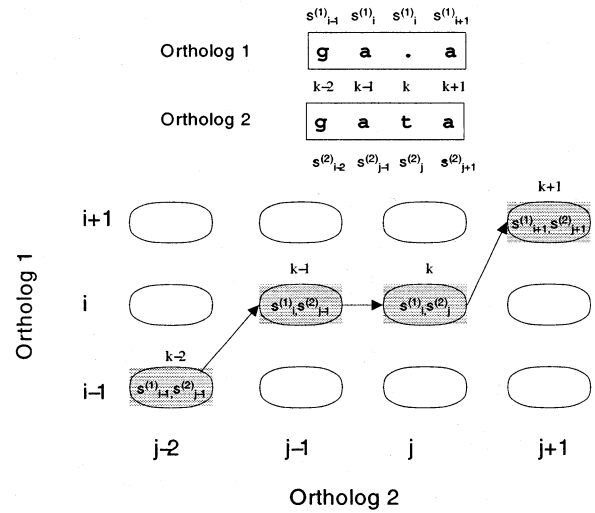 s(1)i–1 s(1)i s(1)i s(1)i+1
Ortholog 1 g a . a
k–2 k–1 k k+1
Ortholog 2 g a t a
s(2)i–2 s(2)j–1 s(2)j s(2)j+1
k+1
i+1 s(1)i+1,s(2)j+1
k–1 k
i s(1)i,s(2)j–1 s(1)i,s(2)j
k–2
i–1 s(1)i–1,s(2)j–1
Ortholog 1
j–2 j–1 j j+1
Ortholog 2